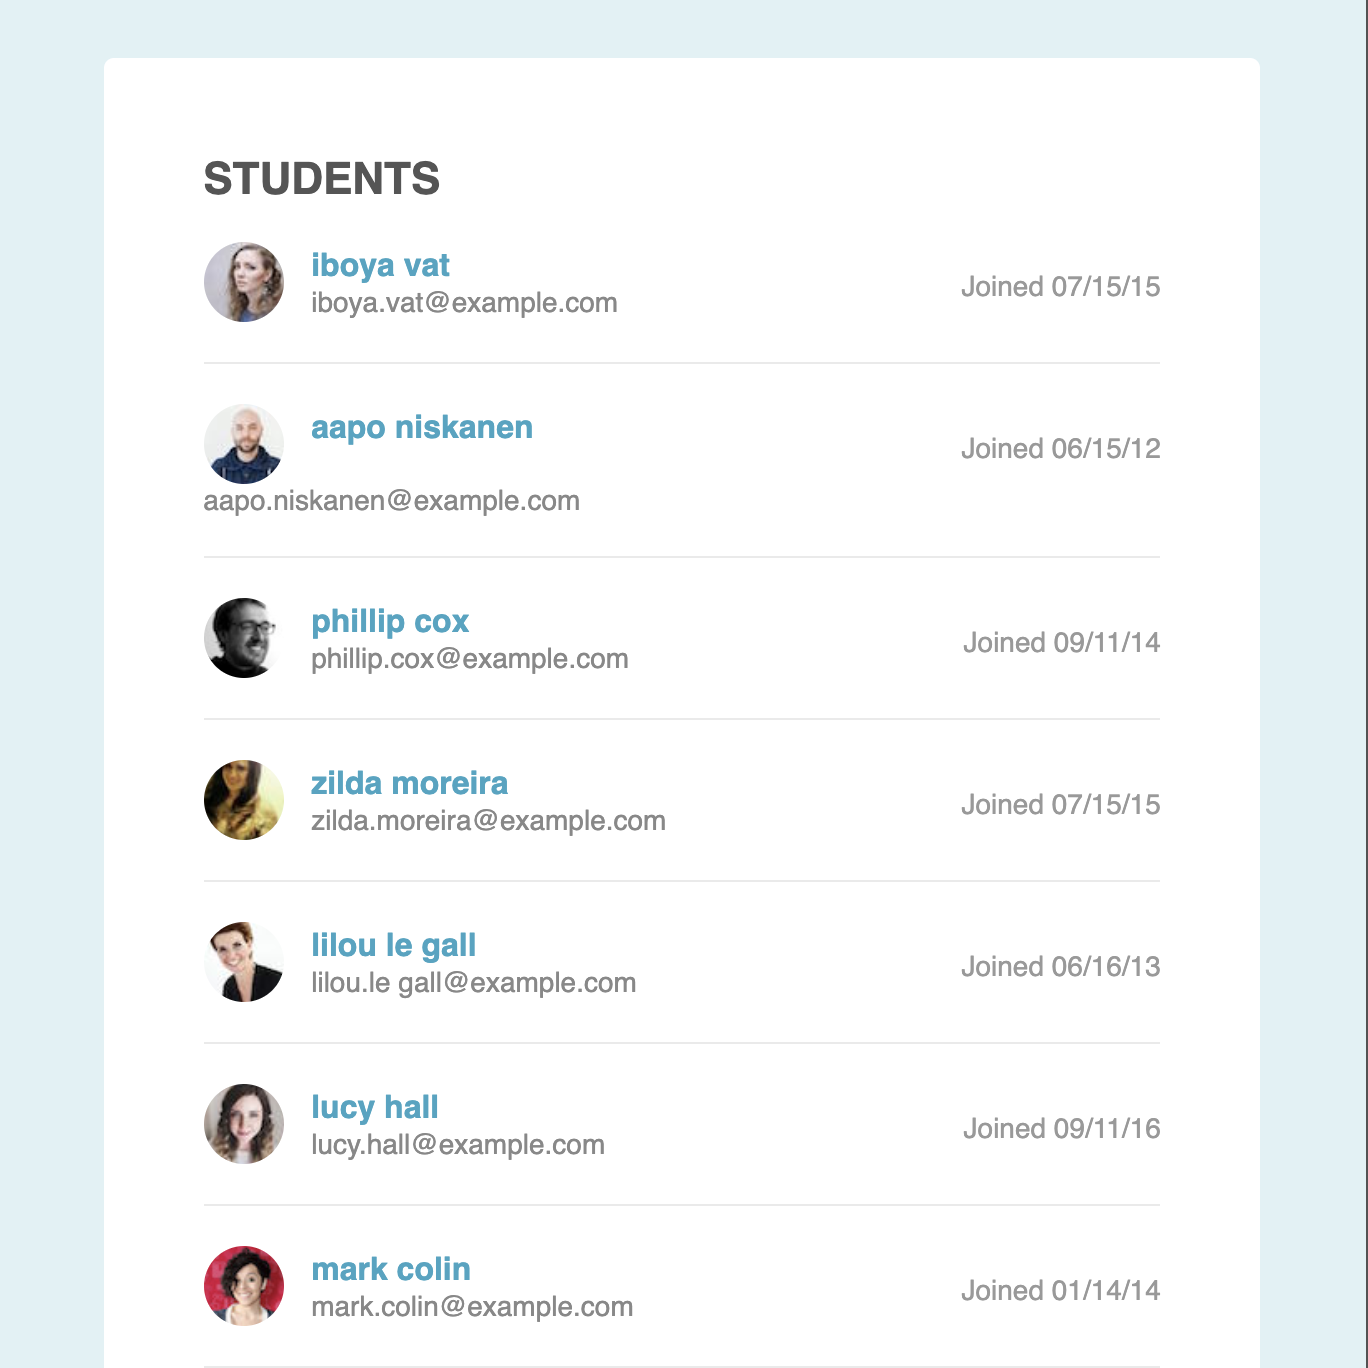 STUDENTS
iboya vat
iboya.vat@example.com
Joined 07/15/15
aapo niskanen
Joined 06/15/12
aapo.niskanen@example.com
phillip cox
phillip.cox@example.com
Joined 09/11/14
zilda moreira
zilda.moreira@example.com
Joined 07/15/15
lilou le gall
lilou.le gall@example.com
Joined 06/16/13
lucy hall
lucy.hall@example.com
Joined 09/11/16
mark colin
mark.colin@example.com
Joined 01/14/14